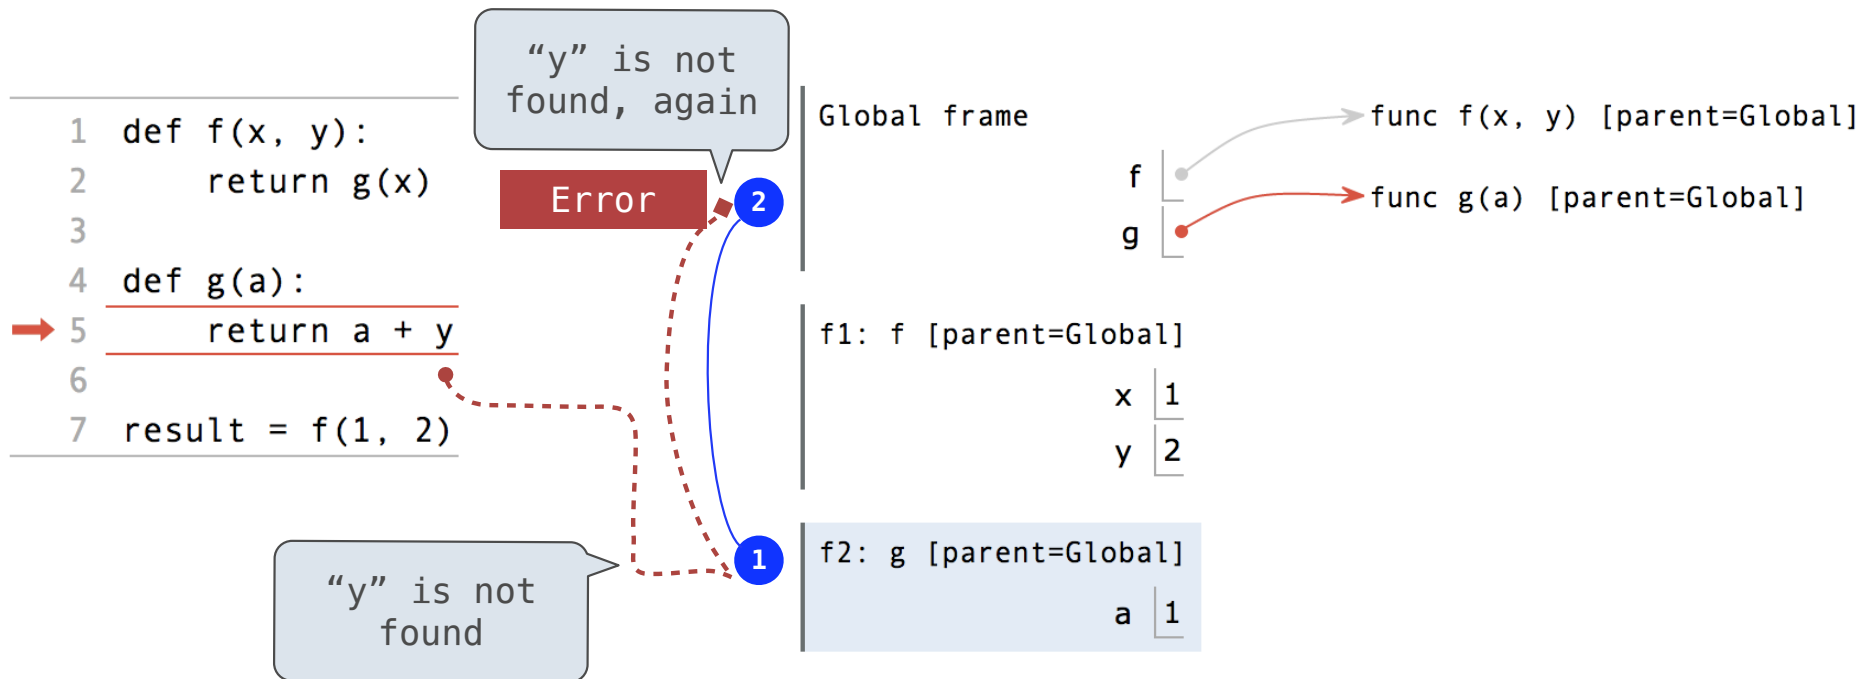 “y” is not
found, again
1 def f(x, y):
2     return g(x)
3
4 def g(a):
5     return a + y
6
7 result = f(1, 2)
Error
2
“y” is not
found
1
Global frame
f
g
func f(x, y) [parent=Global]
func g(a) [parent=Global]
f1: f [parent=Global]
x 1
y 2
f2: g [parent=Global]
a 1